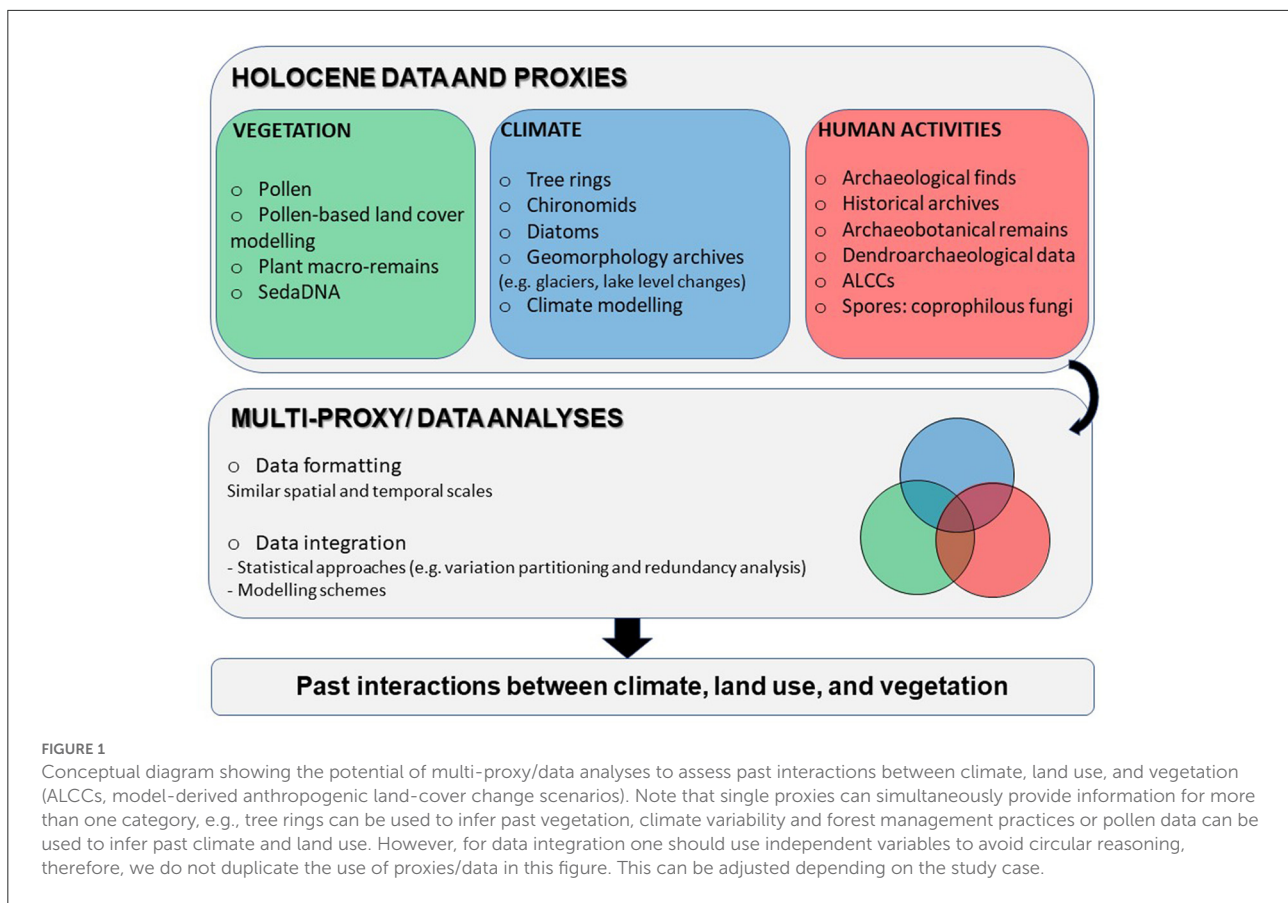 HOLOCENE DATA AND PROXIES
VEGETATION
o Pollen
o Pollen-based land cover
modelling
o Plant macro-remains
o SedaDNA
CLIMATE
o Tree rings
o Chironomids
o Diatoms
o Geomorphology archives
(e.g. glaciers, lake level changes)
o Climate modelling
HUMAN ACTIVITIES
o Archaeological finds
o Historical archives
o Archaeobotanical remains
o Dendroarchaeological data
o ALCCs
o Spores: coprophilous fungi
MULTI-PROXY/ DATA ANALYSES
o Data formatting
Similar spatial and temporal scales
o Data integration
- Statistical approaches (e.g. variation partitioning and redundancy analysis)
- Modelling schemes
Past interactions between climate, land use, and vegetation
FIGURE 1
Conceptual diagram showing the potential of multi-proxy/data analyses to assess past interactions between climate, land use, and vegetation
(ALCCs, model-derived anthropogenic land-cover change scenarios). Note that single proxies can simultaneously provide information for more
than one category, e.g., tree rings can be used to infer past vegetation, climate variability and forest management practices or pollen data can be
used to infer past climate and land use. However, for data integration one should use independent variables to avoid circular reasoning,
therefore, we do not duplicate the use of proxies/data in this figure. This can be adjusted depending on the study case.